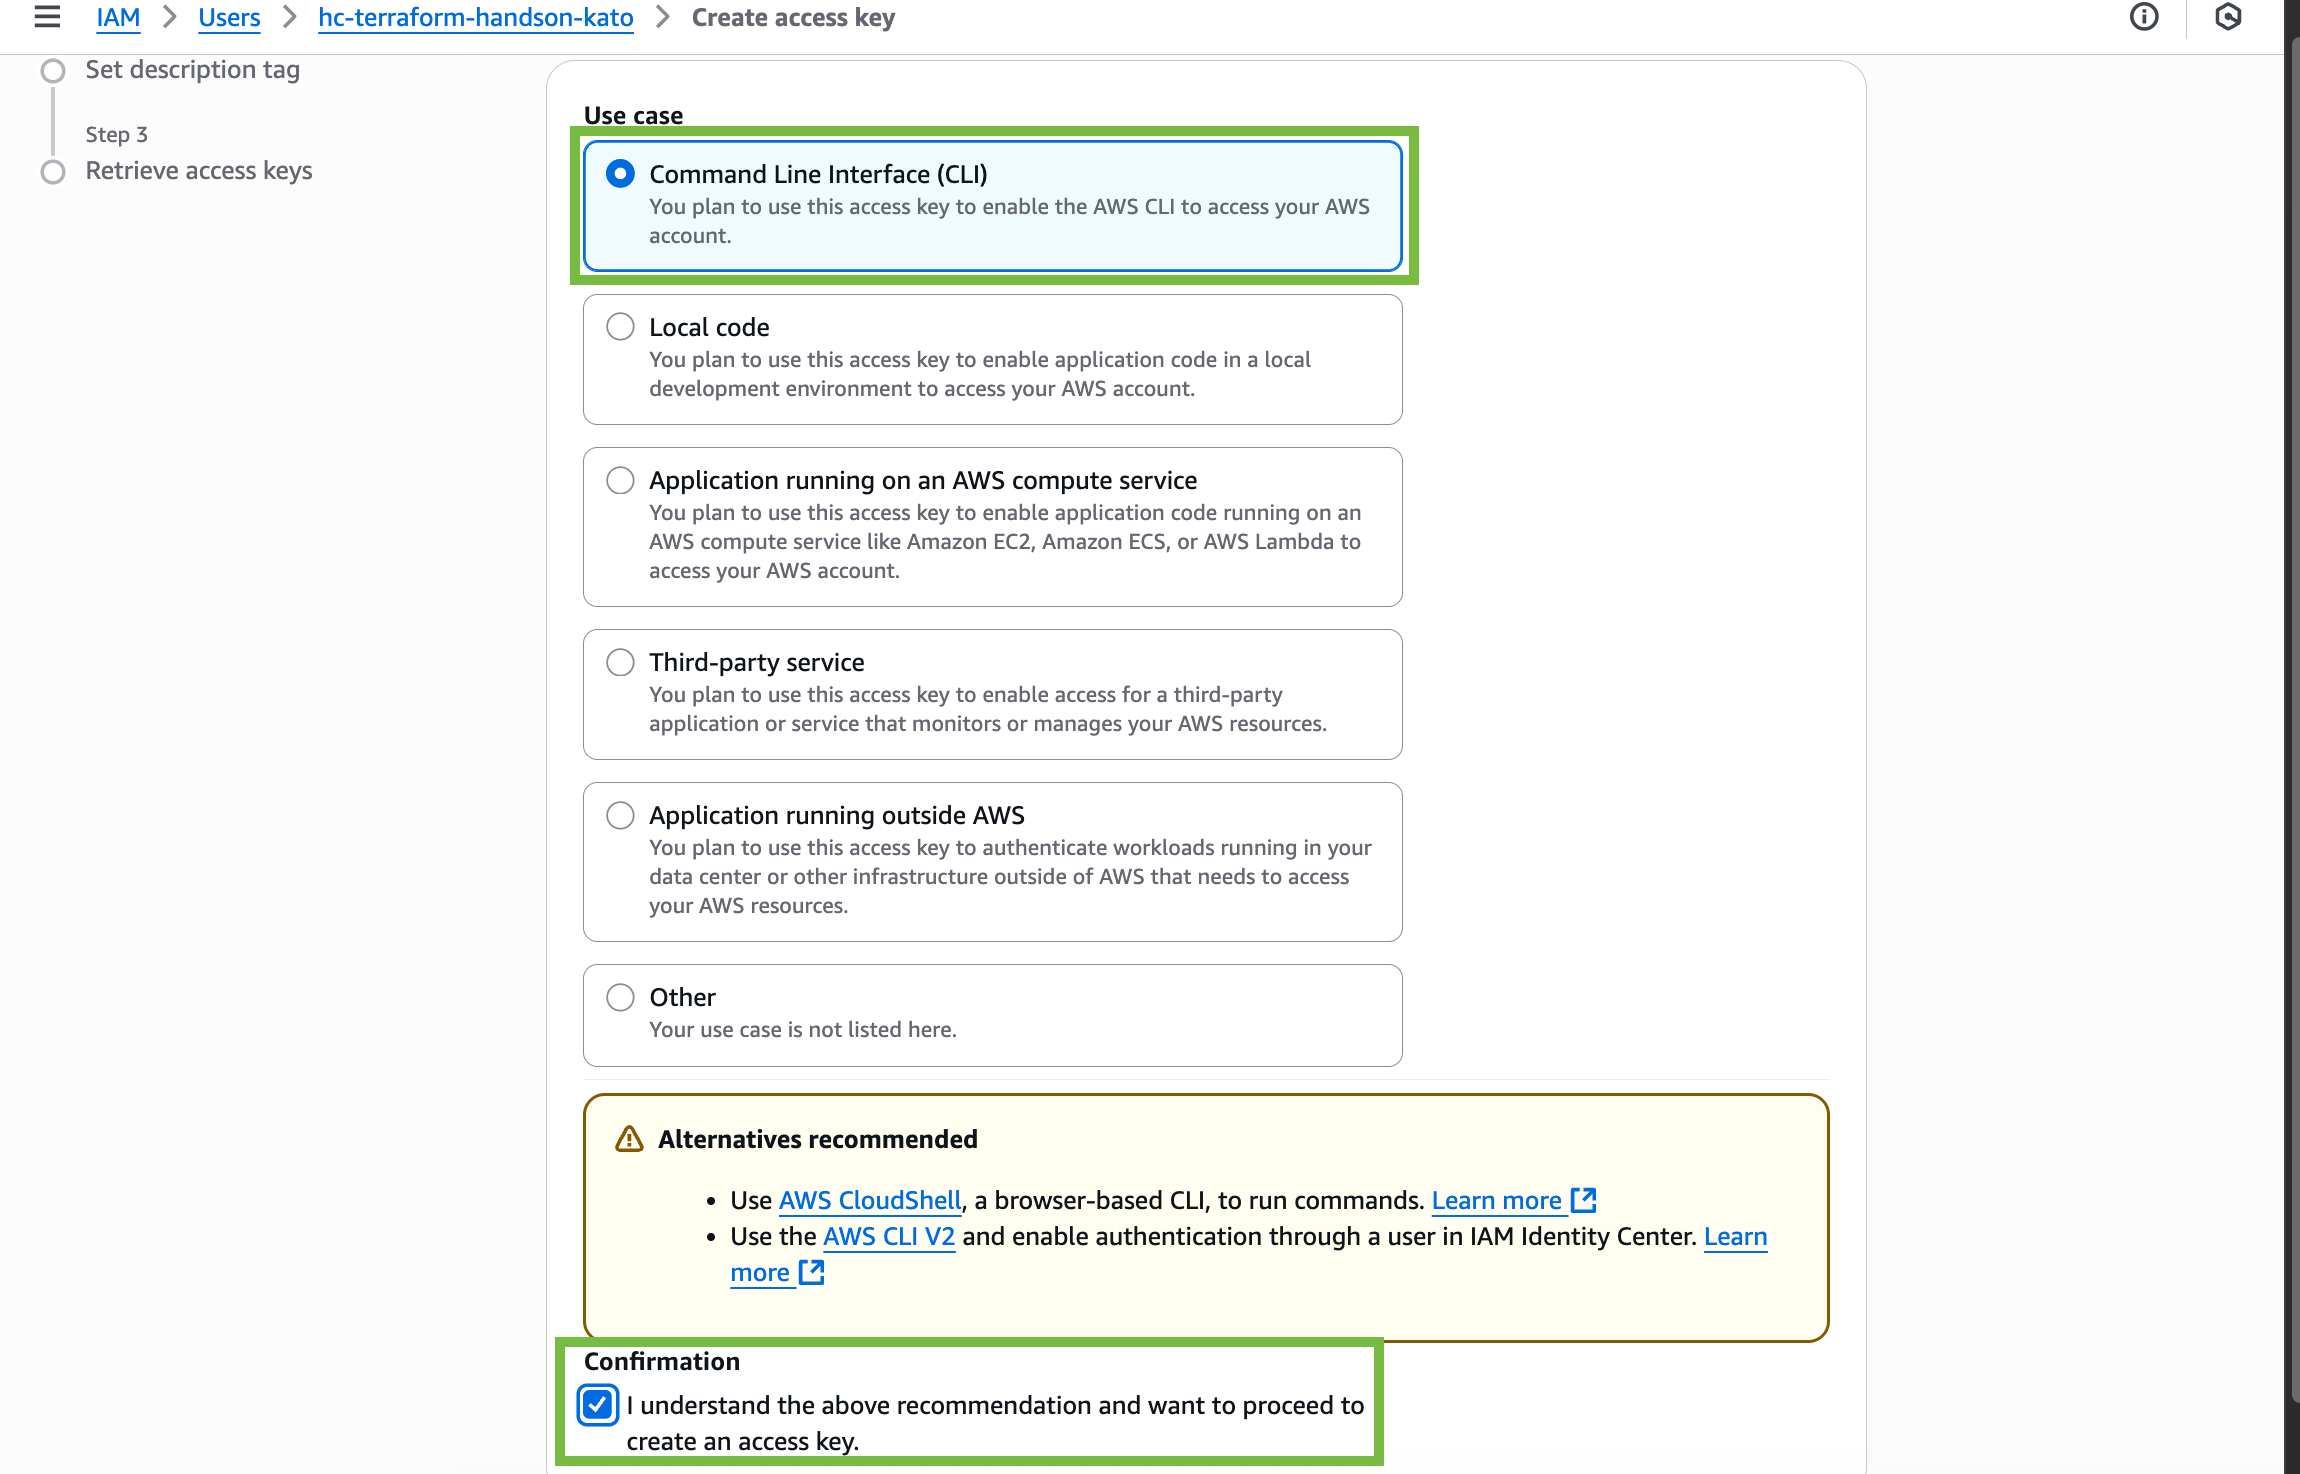 IAM > Users > hc-terraform-handson-kato > Create access key
Set description tag
Step 3
Retrieve access keys
Use case
Command Line Interface (CLI)
You plan to use this access key to enable the AWS CLI to access your AWS
account.
Local code
You plan to use this access key to enable application code in a local
development environment to access your AWS account.
Application running on an AWS compute service
You plan to use this access key to enable application code running on an
AWS compute service like Amazon EC2, Amazon ECS, or AWS Lambda to
access your AWS account.
Third-party service
You plan to use this access key to enable access for a third-party
application or service that monitors or manages your AWS resources.
Application running outside AWS
You plan to use this access key to authenticate workloads running in your
data center or other infrastructure outside of AWS that needs to access
your AWS resources.
Other
Your use case is not listed here.
Alternatives recommended
• Use AWS CloudShell, a browser-based CLI, to run commands. Learn more
• Use the AWS CLI V2 and enable authentication through a user in IAM Identity Center. Learn
more
Confirmation
I understand the above recommendation and want to proceed to
create an access key.